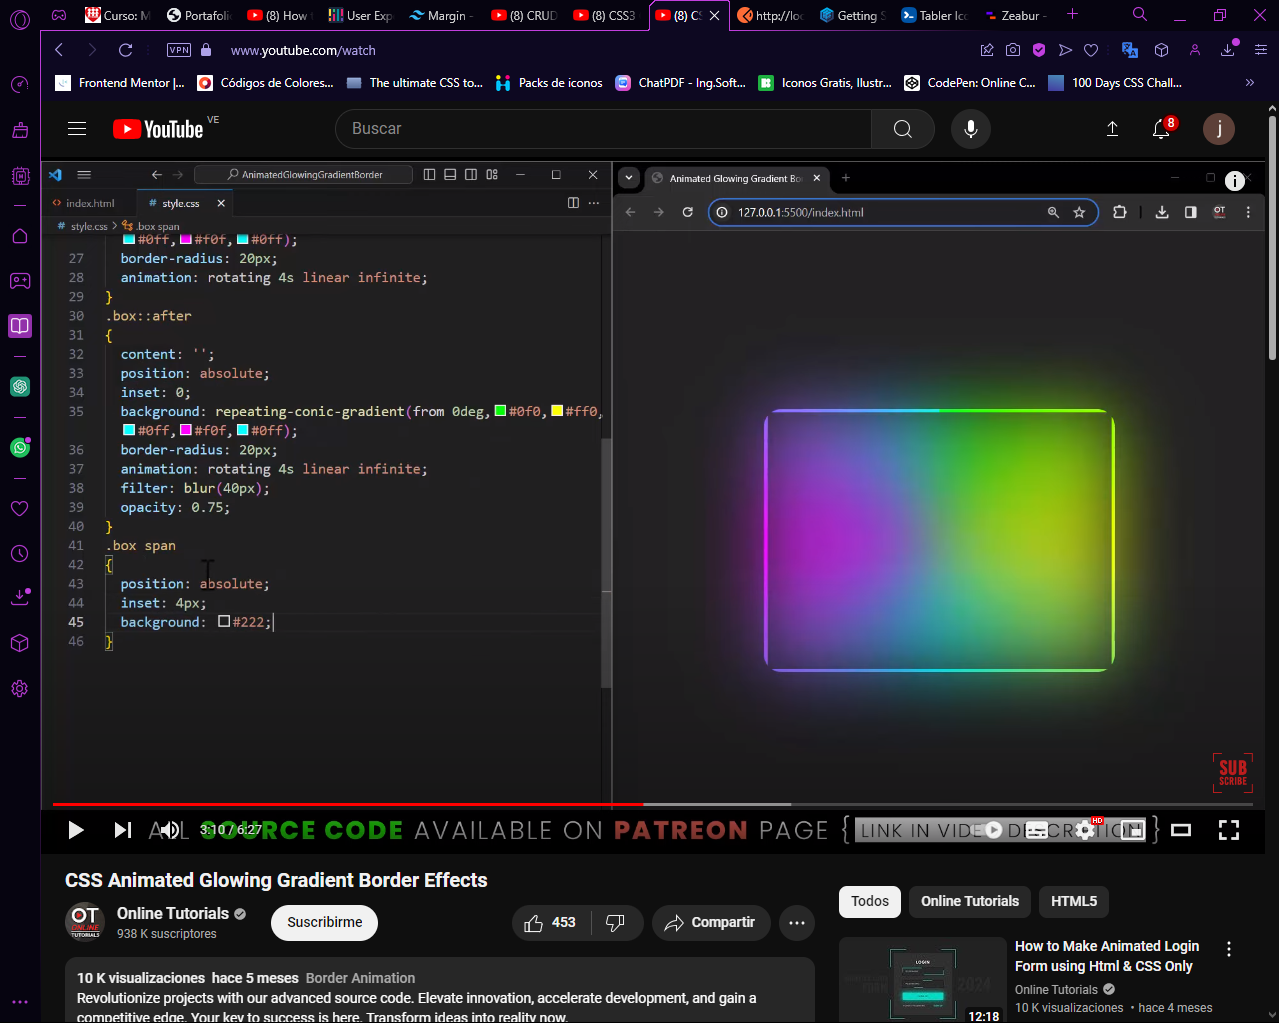 Curso: M
Portafoli
(8) How
User Exp
Margin -
(8) CRUD
(8) CSS3
(8) CS
http://lo
Getting S
Tabler Ico
Zeabur -
VPN
www.youtube.com/watch
Frontend Mentor |...
Códigos de Colores...
The ultimate CSS to...
Packs de iconos
ChatPDF - Ing.Soft...
Iconos Gratis, Ilustr...
CodePen: Online C...
100 Days CSS Chall...
YouTube VE
Buscar
8
j
AnimatedGlowingGradientBorder
index.html
# style.css
# style.css > .box span
#0ff, #f0f, #0ff);
27 border-radius: 20px;
28 animation: rotating 4s linear infinite;
29 }
30 .box::after
31 {
32 content: '';
33 position: absolute;
34 inset: 0;
35 background: repeating-conic-gradient(from 0deg, #0f0, #ff0,
#0ff, #f0f, #0ff);
36 border-radius: 20px;
37 animation: rotating 4s linear infinite;
38 filter: blur(40px);
39 opacity: 0.75;
40 }
41 .box span
42 {
43 position: absolute;
44 inset: 4px;
45 background: #222;
46 }
Animated Glowing Gradient Bo
127.0.0.1:5500/index.html
OT
SUB
SCRIBE
3:10 / 6:27
SOURCE CODE AVAILABLE ON PATREON PAGE { LINK IN VIDEO DESCRIPTION }
HD
CSS Animated Glowing Gradient Border Effects
OT
ONLINE
TUTORIALS
Online Tutorials
938 K suscriptores
Suscribirme
453
Compartir
10 K visualizaciones hace 5 meses Border Animation
Revolutionize projects with our advanced source code. Elevate innovation, accelerate development, and gain a
competitive edge. Your key to success is here. Transform ideas into reality now.
Todos
Online Tutorials
HTML5
LOGIN
2024
12:18
How to Make Animated Login
Form using Html & CSS Only
Online Tutorials
10 K visualizaciones • hace 4 meses